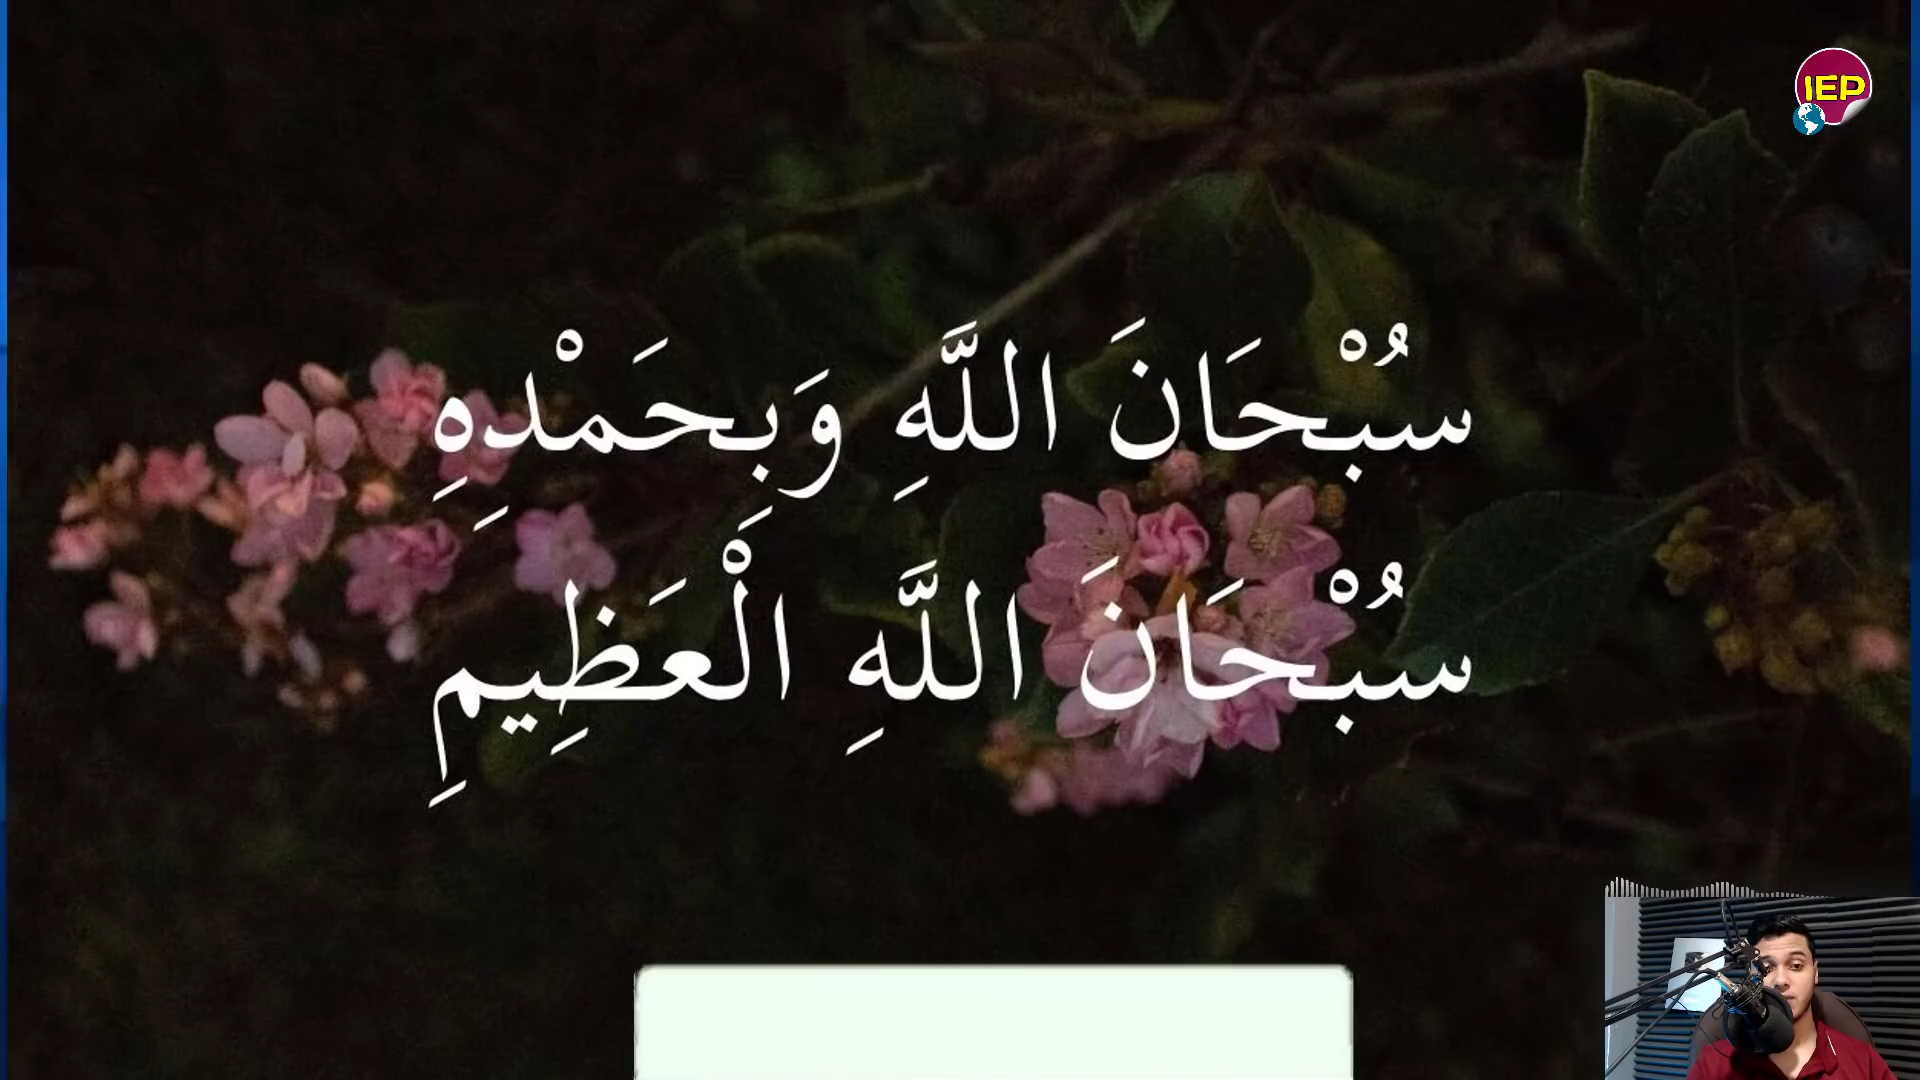 IEP
سُبْحَانَ اللَّهِ وَبِحَمْدِهِ
سُبْحَانَ اللَّهِ الْعَظِيمِ